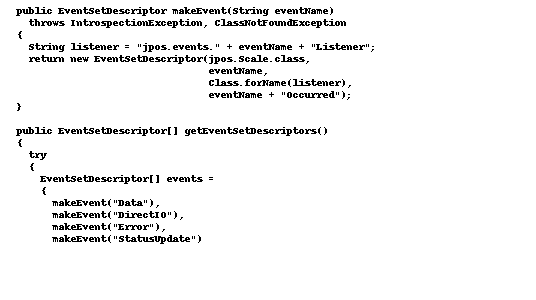 public EventSetDescriptor makeEvent(String eventName)
  throws IntrospectionException, ClassNotFoundException
{
  String listener = "jpos.events." + eventName + "Listener";
  return new EventSetDescriptor(jpos.Scale.class,
                                eventName,
                                Class.forName(listener),
                                eventName + "Occurred");
}

public EventSetDescriptor[] getEventSetDescriptors()
{
  try
  {
    EventSetDescriptor[] events =
    {
      makeEvent("Data"),
      makeEvent("DirectIO"),
      makeEvent("Error"),
      makeEvent("StatusUpdate")